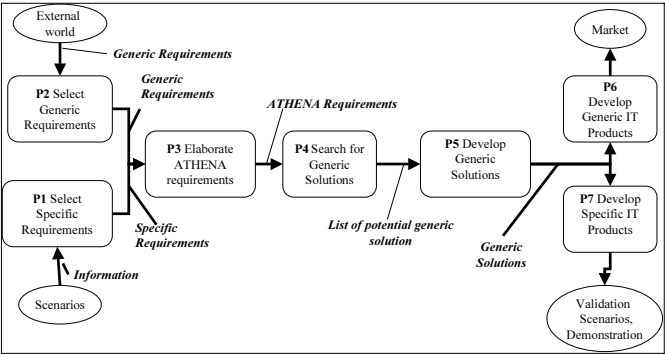 External
world
Generic Requirements
P2 Select
Generic
Requirements
Generic
Requirements
P1 Select
Specific
Requirements
Specific
Requirements
Information
Scenarios
P3 Elaborate
ATHENA
requirements
ATHENA Requirements
P4 Search for
Generic
Solutions
List of potential generic
solution
P5 Develop
Generic
Solutions
Generic
Solutions
Market
P6
Develop
Generic IT
Products
P7 Develop
Specific IT
Products
Validation
Scenarios,
Demonstration